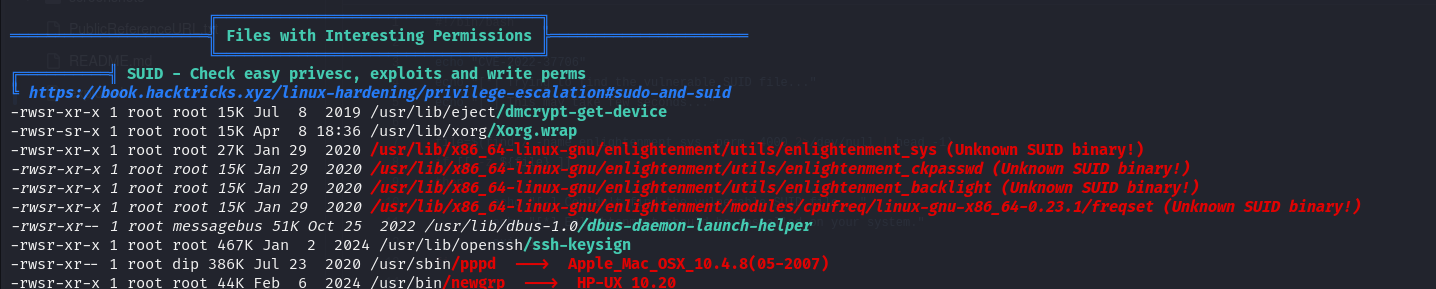 Files with Interesting Permissions
SUID - Check easy privesc, exploits and write perms
https://book.hacktricks.xyz/linux-hardening/privilege-escalation#sudo-and-suid
-rwsr-xr-x 1 root root 15K Jul  8  2019 /usr/lib/eject/dmcrypt-get-device
-rwsr-sr-x 1 root root 15K Apr  8 18:36 /usr/lib/xorg/Xorg.wrap
-rwsr-xr-x 1 root root 27K Jan 29  2020 /usr/lib/x86_64-linux-gnu/enlightenment/utils/enlightenment_sys (Unknown SUID binary!)
-rwsr-xr-x 1 root root 15K Jan 29  2020 /usr/lib/x86_64-linux-gnu/enlightenment/utils/enlightenment_ckpasswd (Unknown SUID binary!)
-rwsr-xr-x 1 root root 15K Jan 29  2020 /usr/lib/x86_64-linux-gnu/enlightenment/utils/enlightenment_backlight (Unknown SUID binary!)
-rwsr-xr-x 1 root root 15K Jan 29  2020 /usr/lib/x86_64-linux-gnu/enlightenment/modules/cpufreq/linux-gnu-x86_64-0.23.1/freqset (Unknown SUID binary!)
-rwsr-xr-- 1 root messagebus 51K Oct 25  2022 /usr/lib/dbus-1.0/dbus-daemon-launch-helper
-rwsr-xr-x 1 root root 467K Jan  2  2024 /usr/lib/openssh/ssh-keysign
-rwsr-xr-- 1 root dip 386K Jul 23  2020 /usr/sbin/pppd  --->  Apple_Mac_OSX_10.4.8(05-2007)
-rwsr-xr-x 1 root root 44K Feb  6  2024 /usr/bin/newgrp  --->  HP-UX_10.20